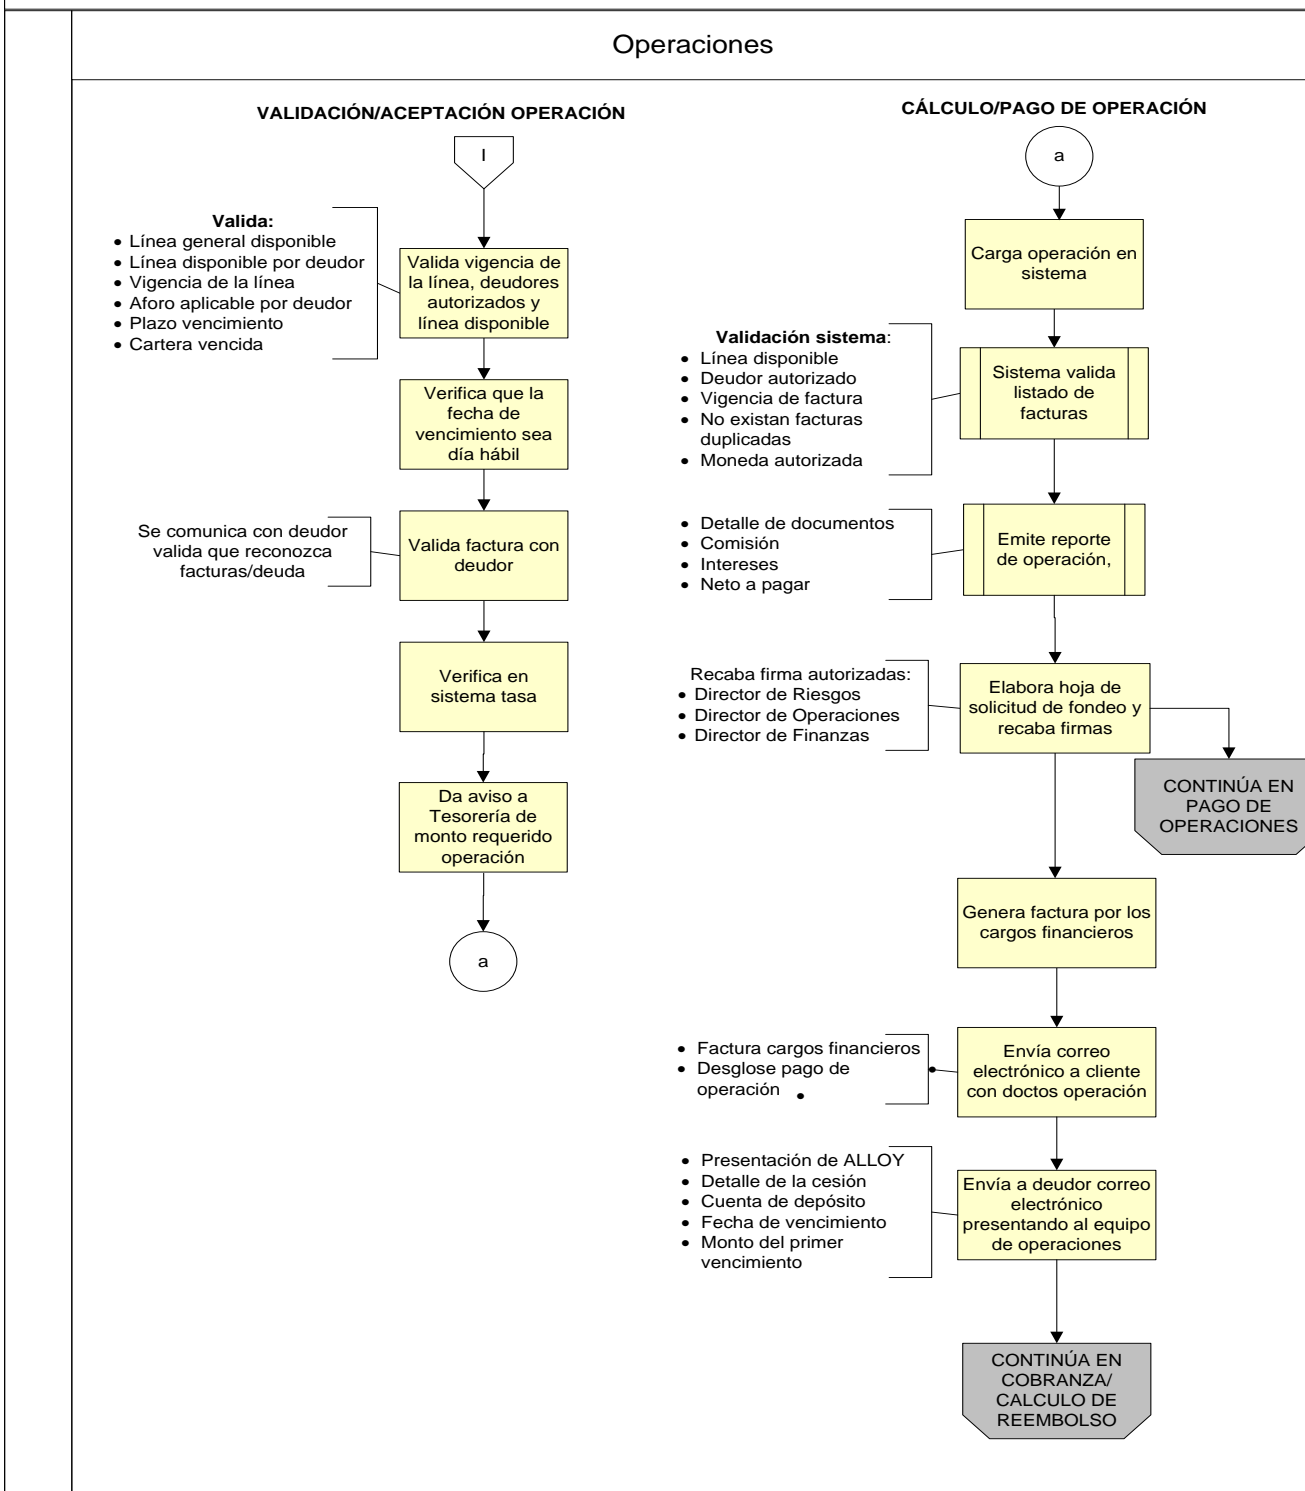 Operaciones
VALIDACIÓN/ACEPTACIÓN OPERACIÓN
I
Valida:
• Línea general disponible
• Línea disponible por deudor
• Vigencia de la línea
• Aforo aplicable por deudor
• Plazo vencimiento
• Cartera vencida
Valida vigencia de
la línea, deudores
autorizados y
línea disponible
Verifica que la
fecha de
vencimiento sea
día hábil
Se comunica con deudor
valida que reconozca
facturas/deuda
Valida factura con
deudor
Verifica en
sistema tasa
Da aviso a
Tesorería de
monto requerido
operación
a
CÁLCULO/PAGO DE OPERACIÓN
a
Carga operación en
sistema
Validación sistema:
• Línea disponible
• Deudor autorizado
• Vigencia de factura
• No existan facturas
duplicadas
• Moneda autorizada
Sistema valida
listado de
facturas
• Detalle de documentos
• Comisión
• Intereses
• Neto a pagar
Emite reporte
de operación,
Recaba firma autorizadas:
• Director de Riesgos
• Director de Operaciones
• Director de Finanzas
Elabora hoja de
solicitud de fondeo y
recaba firmas
CONTINÚA EN
PAGO DE
OPERACIONES
Genera factura por los
cargos financieros
• Factura cargos financieros
• Desglose pago de
operación
•
Envía correo
electrónico a cliente
con doctos operación
• Presentación de ALLOY
• Detalle de la cesión
• Cuenta de depósito
• Fecha de vencimiento
• Monto del primer
vencimiento
Envía a deudor correo
electrónico
presentando al equipo
de operaciones
CONTINÚA EN
COBRANZA/
CALCULO DE
REEMBOLSO